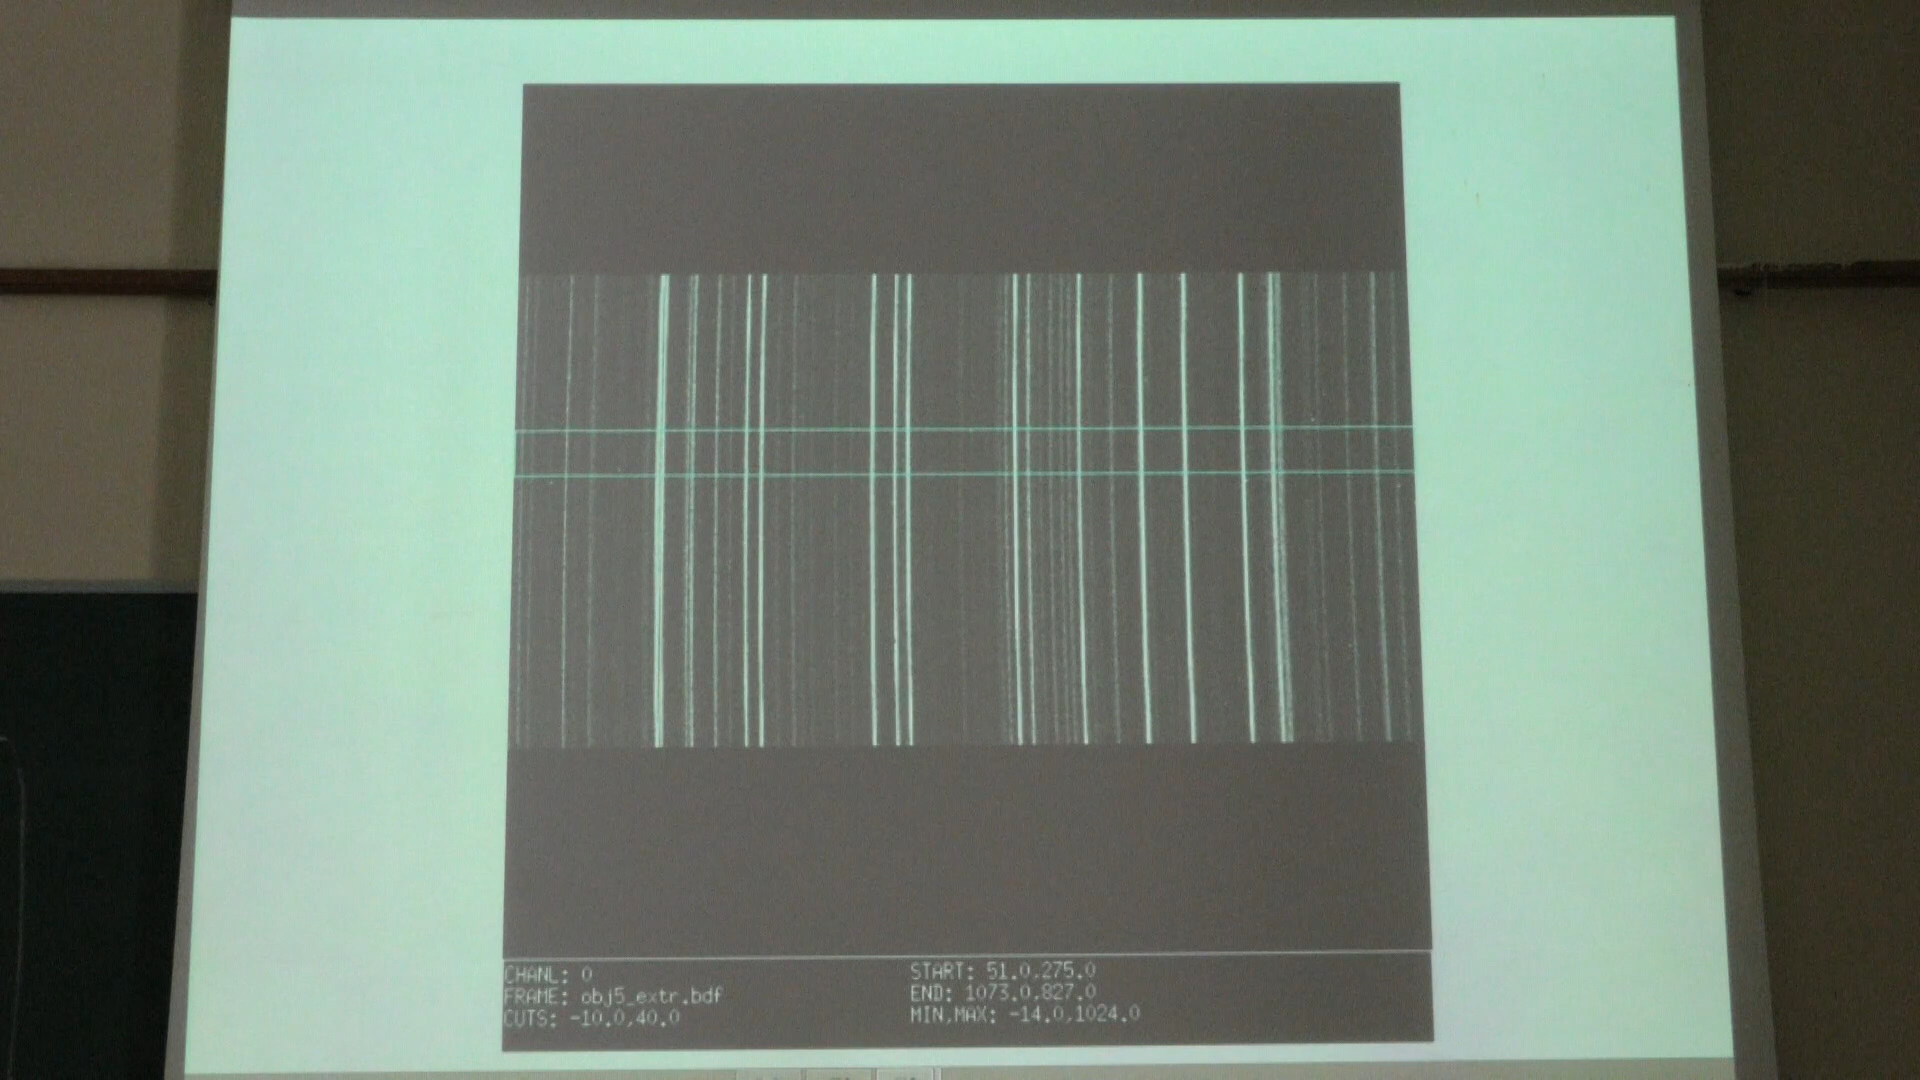 CHANL: 0
FRAME: obj5_extr.bdf
CUTS: -10.0,40.0
START: 51.0,275.0
END: 1073.0,827.0
MIN,MAX: -14.0,1024.0